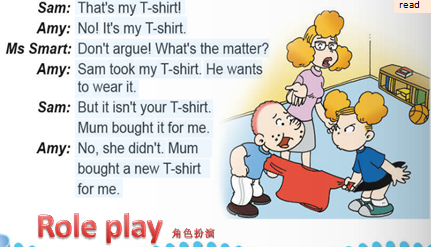 read
Sam: That's my T-shirt!
Amy: No! It's my T-shirt.
Ms Smart: Don't argue! What's the matter?
Amy: Sam took my T-shirt. He wants
to wear it.
Sam: But it isn't your T-shirt.
Mum bought it for me.
Amy: No, she didn't. Mum
bought a new T-shirt
for me.
Role play 角色扮演